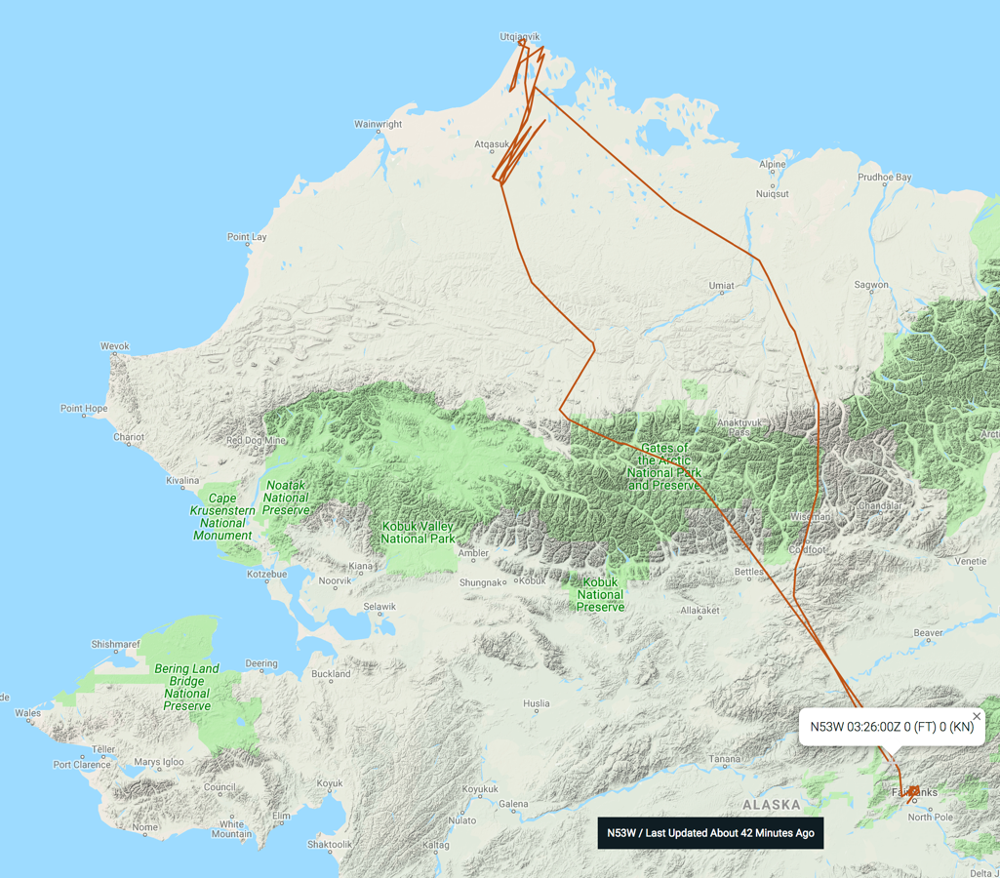 Utqiaġvik
Wainwright
Atqasuk
Alpine
Nuiqsut
Prudhoe Bay
Point Lay
Umiat
Sagwon
Wevok
Point Hope
Chariot
Red Dog Mine
Anaktuvuk
Pass
Kivalina
Noatak
National
Preserve
Gates of
the Arctic
National Park
and Preserve
Arcti
Cape
Krusenstern
National
Monument
Kobuk Valley
National Park
Wiseman
Chandalar
Coldfoot
Ambler
Kiana
Kotzebue
Noorvik
Shungnak
Kobuk
Kobuk
National
Preserve
Bettles
Venetie
Selawik
Allakaket
Beaver
Shishmaref
Deering
Buckland
Bering Land
Bridge
National
Preserve
Huslia
de
Wales
N53W 03:26:00Z 0 (FT) 0 (KN)
Teller
Port Clarence
Marys Igloo
Tanana
Council
Koyuk
Koyukuk
Galena
Fairbanks
ALASKA
North Pole
Nome
White
Mountain
Elim
Nulato
Shaktoolik
Kaltag
N53W / Last Updated About 42 Minutes Ago
Delta J